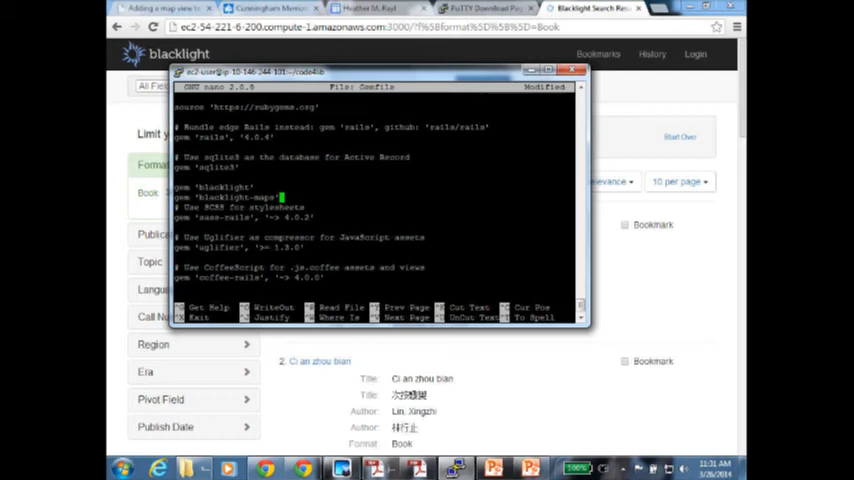 Adding a map view to
Cunningham Memor
Heather M. Rayl
PuTTY Download Pag
Blacklight Search Res
ec2-54-221-6-200.compute-1.amazonaws.com:3000/?f%5Bformat%5D%5B%5D=Book
blacklight
Bookmarks
History
Login
All Field
ec2-user@ip-10-146-244-101:~/code4lib
GNU nano 2.0.9
File: Gemfile
Modified
source 'https://rubygems.org'
# Bundle edge Rails instead: gem 'rails', github: 'rails/rails'
gem 'rails', '4.0.4'
# Use sqlite3 as the database for Active Record
gem 'sqlite3'
gem 'blacklight'
gem 'blacklight-maps'
# Use SCSS for stylesheets
gem 'sass-rails', '~> 4.0.2'
# Use Uglifier as compressor for JavaScript assets
gem 'uglifier', '>= 1.3.0'
# Use CoffeeScript for .js.coffee assets and views
gem 'coffee-rails', '~> 4.0.0'
^G Get Help
^O WriteOut
^R Read File
^Y Prev Page
^K Cut Text
^C Cur Pos
^X Exit
^J Justify
^W Where Is
^V Next Page
^U UnCut Text
^T To Spell
Limit y
Format
Book
Publica
Topic
Langu
Call Nu
Region
Era
Pivot Field
Publish Date
Start Over
elevance
10 per page
Bookmark
2. Ci an zhou bian
Bookmark
Title: Ci an zhou bian
Title:
Author: Lin, Xingzhi
Author: 林行止
Format: Book
100%
11:31 AM
3/26/2014